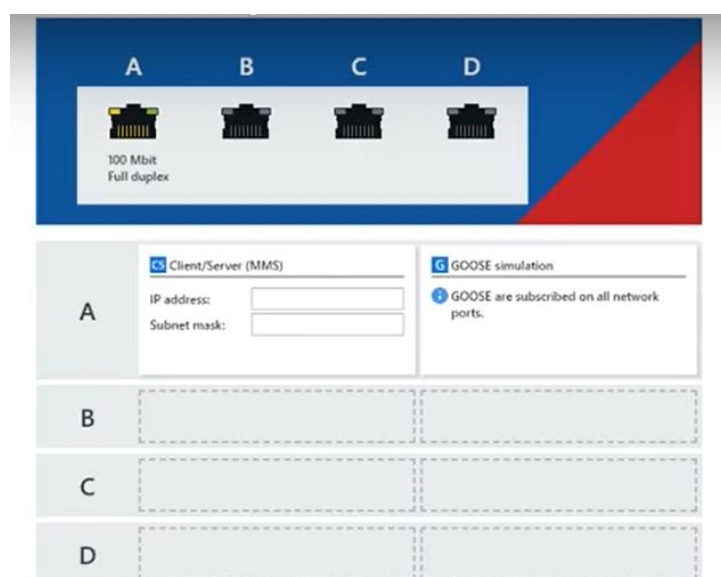 A B C D
100 Mbit
Full duplex
A
CS Client/Server (MMS)
IP address:
Subnet mask:
G GOOSE simulation
GOOSE are subscribed on all network
ports.
B
C
D